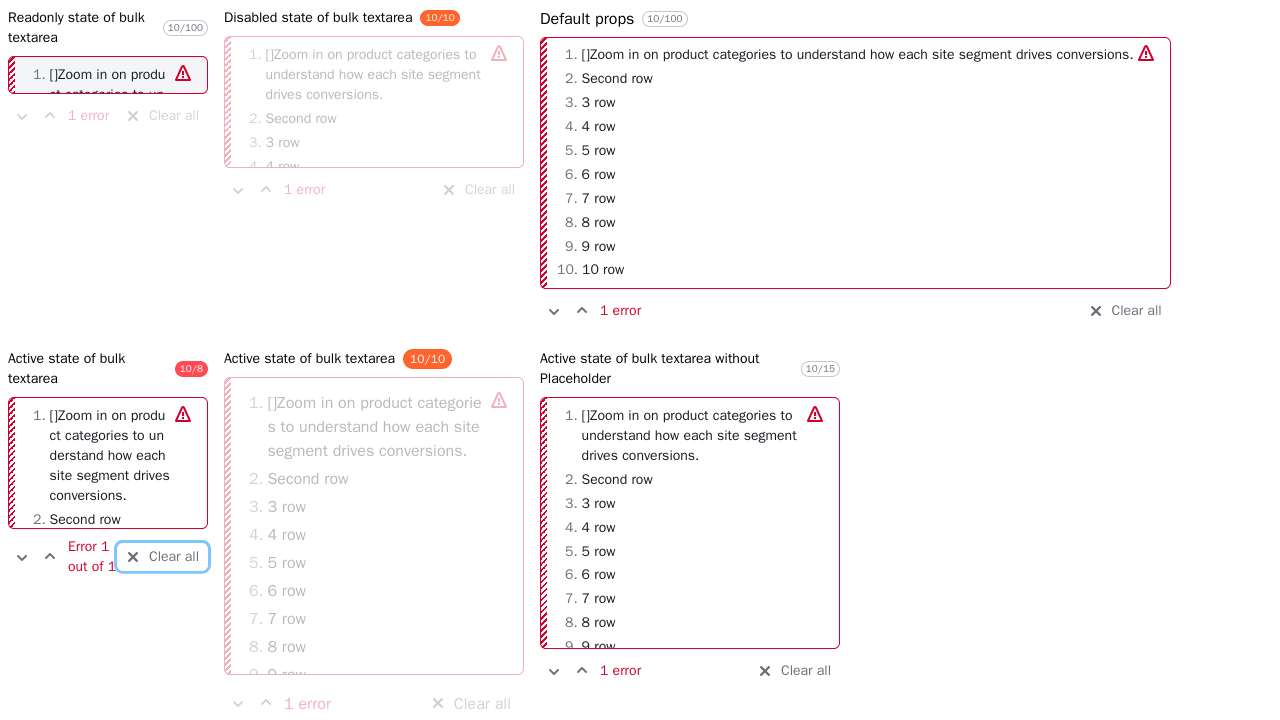 Readonly state of bulk
textarea
10/100
1. []Zoom in on produ
ct categories to un
1 error
Clear all
Disabled state of bulk textarea 10/10
1. []Zoom in on product categories to
understand how each site segment
drives conversions.
2. Second row
3. 3 row
4. 4 row
1 error
Clear all
Default props 10/100
1. []Zoom in on product categories to understand how each site segment drives conversions.
2. Second row
3. 3 row
4. 4 row
5. 5 row
6. 6 row
7. 7 row
8. 8 row
9. 9 row
10. 10 row
1 error
Clear all
Active state of bulk
textarea
10/8
1. []Zoom in on produ
ct categories to un
derstand how each
site segment drives
conversions.
2. Second row
Error 1
out of 1
Clear all
Active state of bulk textarea 10/10
1. []Zoom in on product categorie
s to understand how each site
segment drives conversions.
2. Second row
3. 3 row
4. 4 row
5. 5 row
6. 6 row
7. 7 row
8. 8 row
9. 9 row
1 error
Clear all
Active state of bulk textarea without
Placeholder
10/15
1. []Zoom in on product categories to
understand how each site segment
drives conversions.
2. Second row
3. 3 row
4. 4 row
5. 5 row
6. 6 row
7. 7 row
8. 8 row
9. 9 row
1 error
Clear all